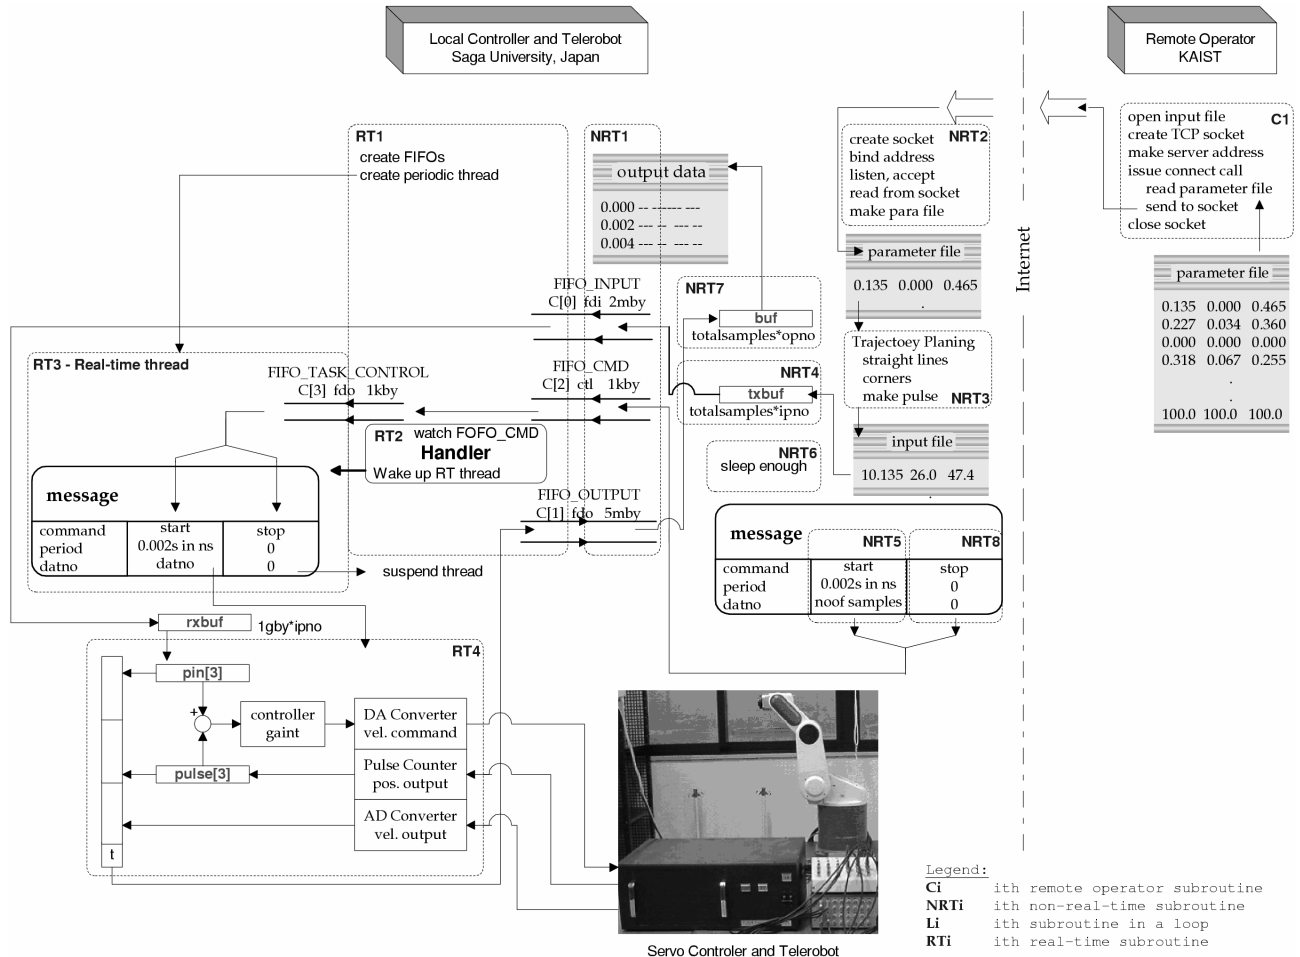 Local Controller and Telerobot
Saga University, Japan
Remote Operator
KAIST
RT1
create FIFOs
create periodic thread
NRT1
output data
0.000 -- ------ ---
0.002 --- -- --- ---
0.004 --- -- --- --
NRT2
create socket
bind address
listen, accept
read from socket
make para file
C1
open input file
create TCP socket
make server address
issue connect call
read parameter file
send to socket
close socket
Internet
parameter file
0.135 0.000 0.465
.
parameter file
0.135 0.000 0.465
0.227 0.034 0.360
0.000 0.000 0.000
0.318 0.067 0.255
.
.
100.0 100.0 100.0
FIFO_INPUT
C[0] fdi 2mby
NRT7
buf
totalsamples*opno
Trajectoey Planing
straight lines
corners
make pulse
NRT3
RT3 - Real-time thread
FIFO_TASK_CONTROL
C[3] fdo 1kby
FIFO_CMD
C[2] ctl 1kby
NRT4
txbuf
totalsamples*ipno
RT2 watch FOFO_CMD
Handler
Wake up RT thread
NRT6
sleep enough
input file
10.135 26.0 47.4
.
FIFO_OUTPUT
C[1] fdo 5mby
message
command start stop
period 0.002s in ns 0
datno datno 0
suspend thread
message
NRT5 NRT8
command start stop
period 0.002s in ns 0
datno noof samples 0
rxbuf
1gby*ipno
RT4
pin[3]
+
controller
gaint
DA Converter
vel. command
pulse[3]
Pulse Counter
pos. output
AD Converter
vel. output
t
Servo Controler and Telerobot
Legend:
Ci ith remote operator subroutine
NRTi ith non-real-time subroutine
Li ith subroutine in a loop
RTi ith real-time subroutine